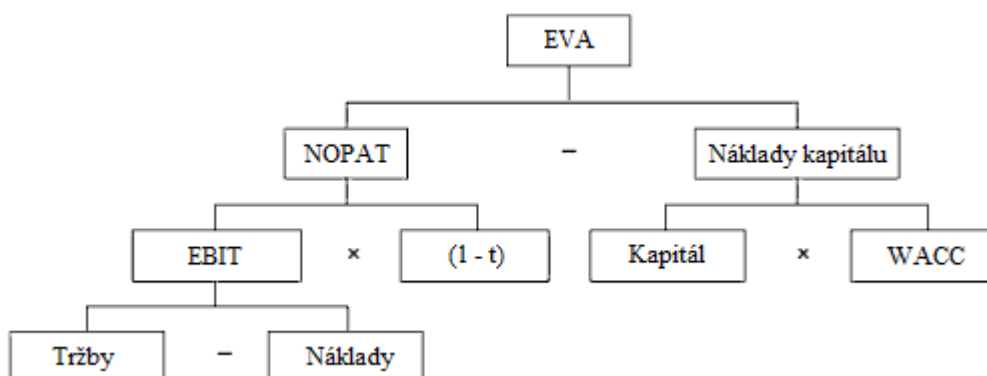 EVA
NOPAT – Náklady kapitálu
EBIT × (1 - t) Kapitál × WACC
Tržby – Náklady